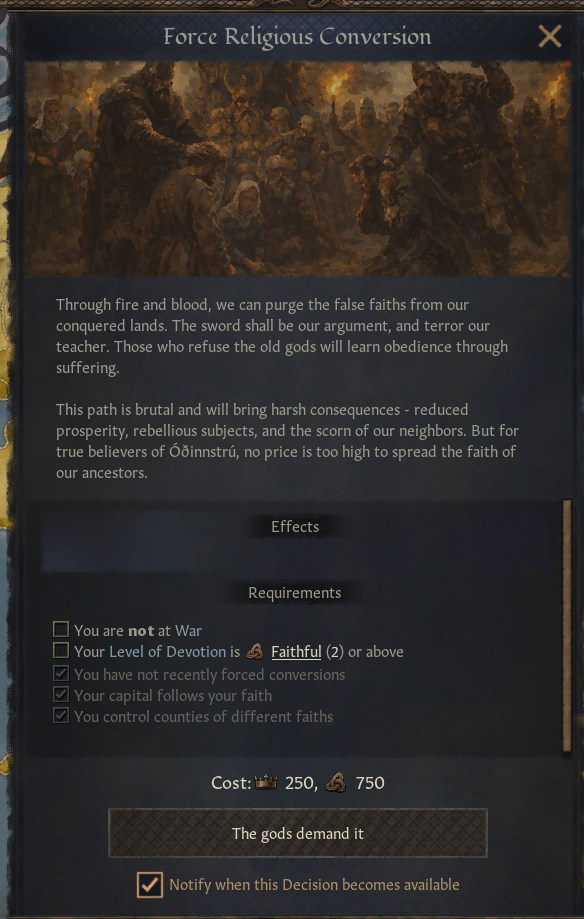 Force Religious Conversion
Through fire and blood, we can purge the false faiths from our
conquered lands. The sword shall be our argument, and terror our
teacher. Those who refuse the old gods will learn obedience through
suffering.
This path is brutal and will bring harsh consequences - reduced
prosperity, rebellious subjects, and the scorn of our neighbors. But for
true believers of Óðinnstrú, no price is too high to spread the faith of
our ancestors.
Effects
Requirements
You are not at War
Your Level of Devotion is Faithful (2) or above
You have not recently forced conversions
Your capital follows your faith
You control counties of different faiths
Cost: 250, 750
The gods demand it
Notify when this Decision becomes available